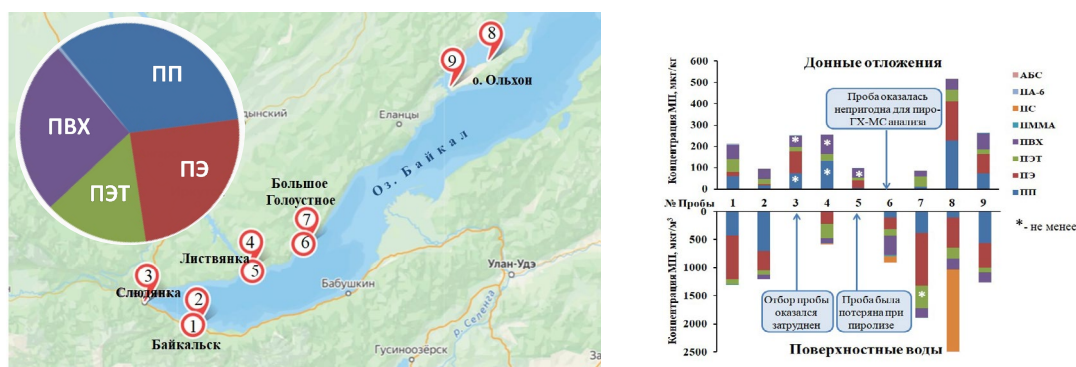 ПП
ПЭ
ПЭТ
ПВХ
8
9
о. Ольхон
дынский
Еланцы
Оз. Байкал
Большое
Голоустное
7
6
4
Листвянка
5
3
Слюдянка
2
1
Байкальск
Бабушкин
Улан-Удэ
р. Селенга
Гусиноозёрск
За
Донные отложения
Концентрация МП, мкг/кг
600
500
400
300
200
100
0
Проба оказалась
непригодна для пиро-
ГХ-МС анализа
* * * *
АБС
ПА-6
ПС
ПММА
ПВХ
ПЭТ
ПЭ
ПП
*- не менее
№ Пробы 1 2 3 4 5 6 7 8 9
Концентрация МП, мкг/м³
0
500
1000
1500
2000
2500
*
Отбор пробы
оказался
затруднен
Проба была
потеряна при
пиролизе
Поверхностные воды